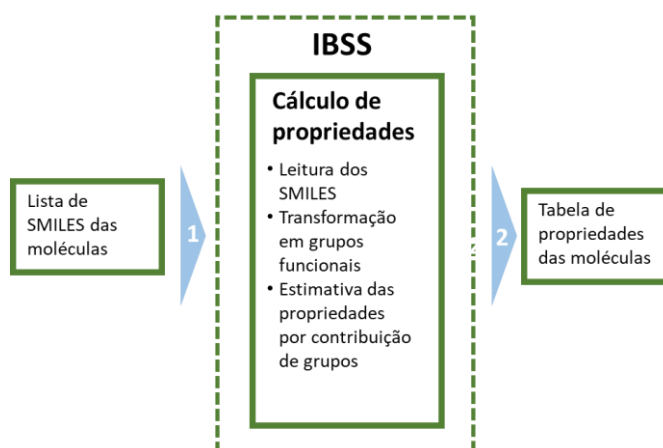 IBSS
Cálculo de
propriedades
• Leitura dos
SMILES
• Transformação
em grupos
funcionais
• Estimativa das
propriedades
por contribuição
de grupos
Lista de
SMILES das
moléculas
1
2
Tabela de
propriedades
das moléculas